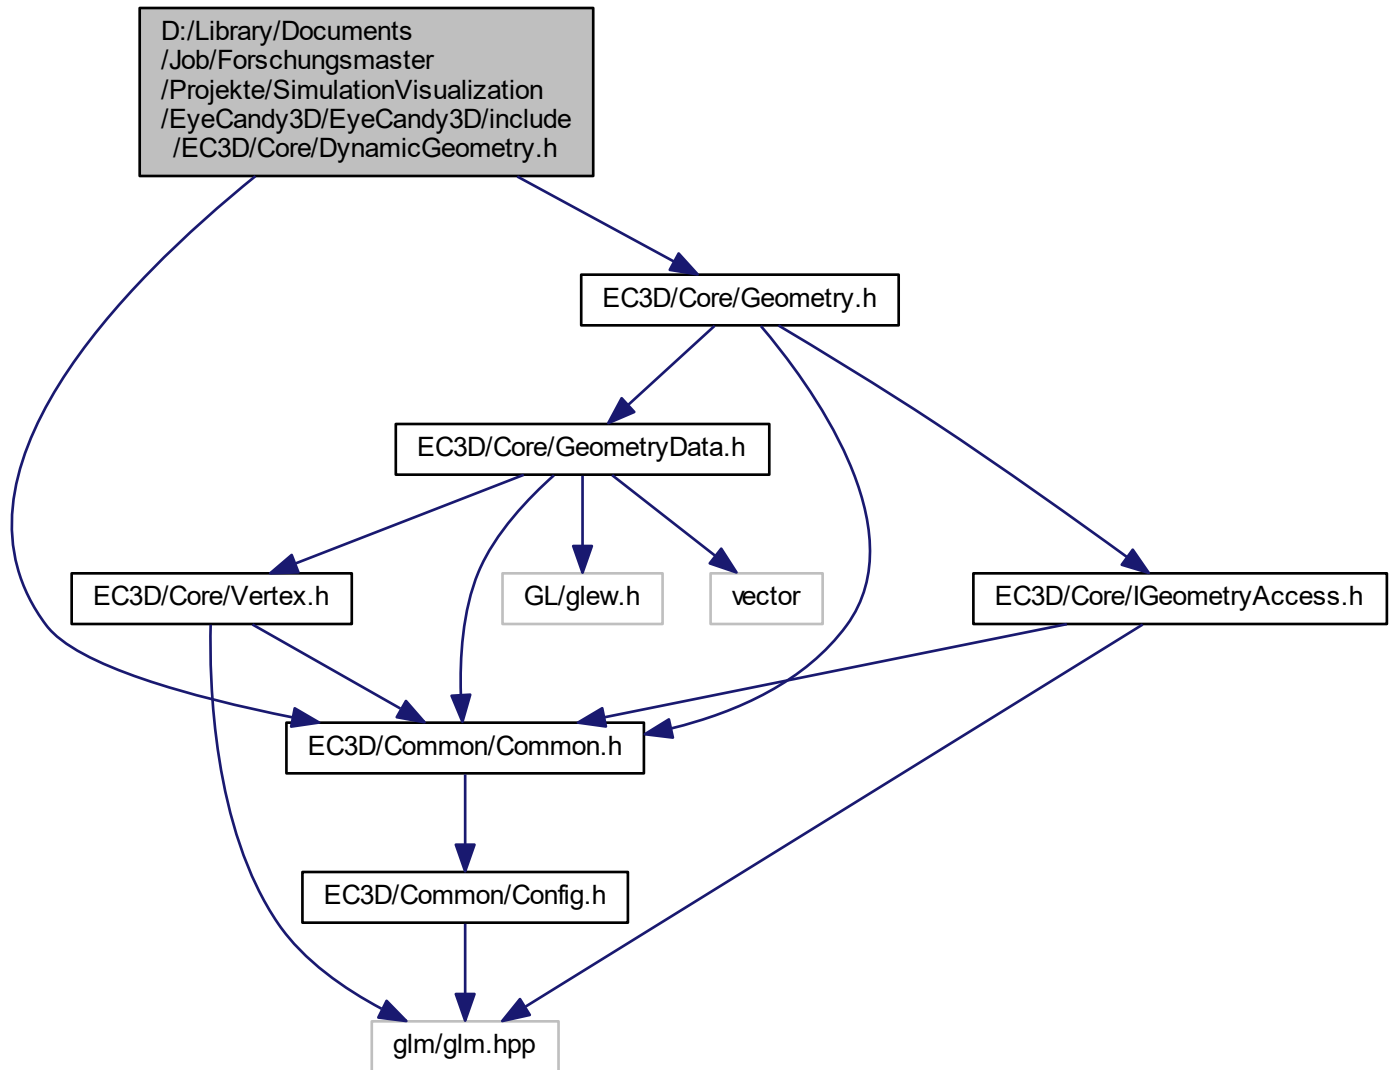 D:/Library/Documents
/Job/Forschungsmaster
/Projekte/SimulationVisualization
/EyeCandy3D/EyeCandy3D/include
/EC3D/Core/DynamicGeometry.h
EC3D/Core/Geometry.h
EC3D/Core/GeometryData.h
EC3D/Core/Vertex.h
GL/glew.h
vector
EC3D/Core/IGeometryAccess.h
EC3D/Common/Common.h
EC3D/Common/Config.h
glm/glm.hpp